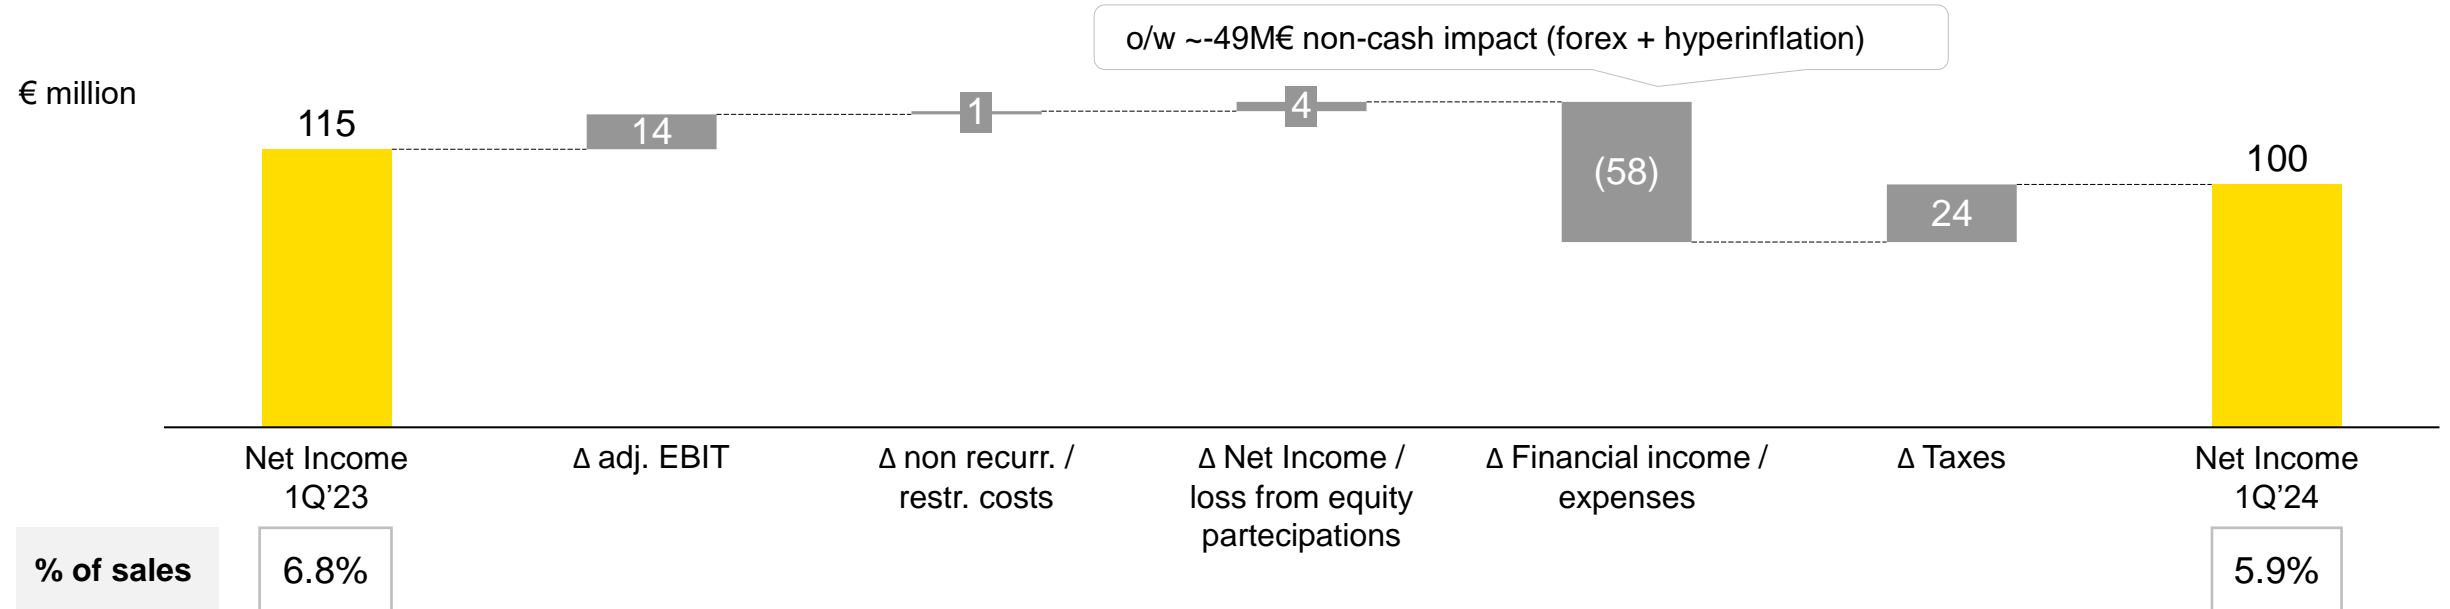 o/w ~-49M€ non-cash impact (forex + hyperinflation)
€ million
115
14
1
4
(58)
24
100
Net Income
1Q’23
Δ adj. EBIT
Δ non recurr. /
restr. costs
Δ Net Income /
loss from equity
partecipations
Δ Financial income /
expenses
Δ Taxes
Net Income
1Q’24
% of sales
6.8%
5.9%